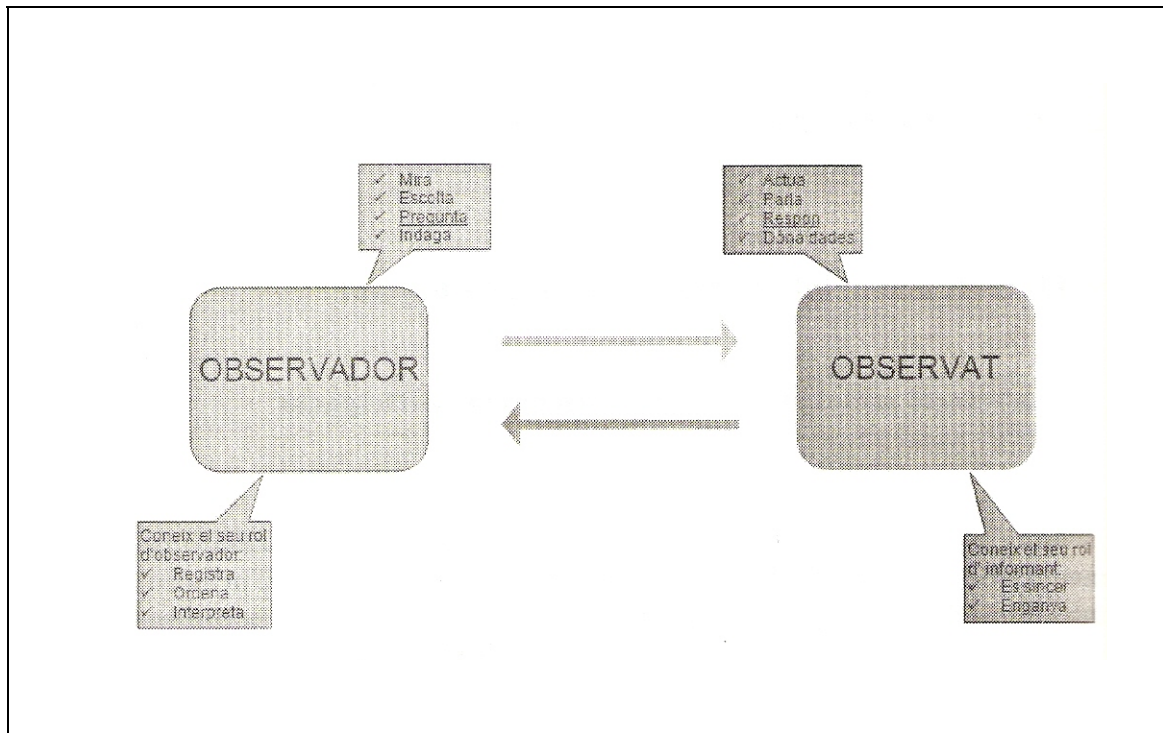 ✓ Mira
✓ Escolta
✓ Pregunta
✓ Indaga
✓ Actua
✓ Parla
✓ Respon
✓ Dóna dades
OBSERVADOR
OBSERVAT
Coneix el seu rol
d'observador:
✓ Registra
✓ Ordena
✓ Interpreta
Coneix el seu rol
d' informant:
✓ Es sincer
✓ Enganya